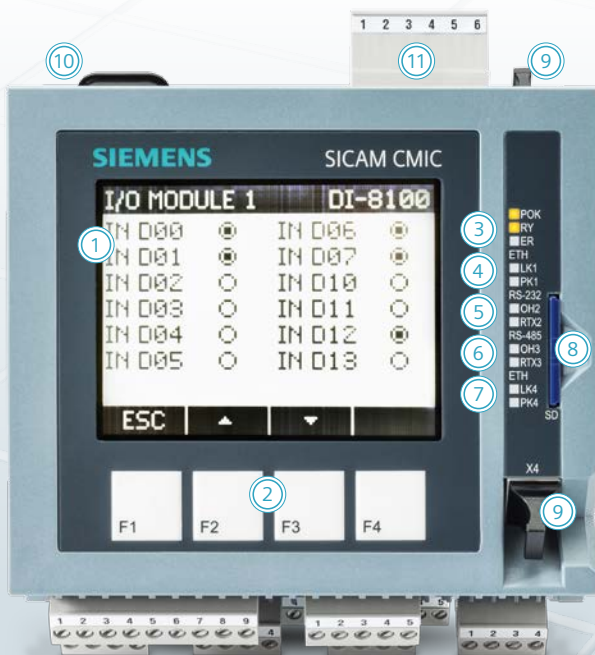 1 2 3 4 5 6
10
11
9
SIEMENS SICAM CMIC
I/O MODULE 1 DI-8100
1
IN D00 IN D06
IN D01 IN D07
IN D02 IN D10
IN D03 IN D11
IN D04 IN D12
IN D05 IN D13
ESC
3
POK
RY
ER
4
ETH
LK1
PK1
5
RS-232
OH2
RTX2
6
RS-485
OH3
RTX3
7
ETH
LK4
PK4
8
SD
X4
9
2
F1 F2 F3 F4
1 2 3 4 5 6 7 8 9
4
1 2 3 4 5
5
1 2 3 4